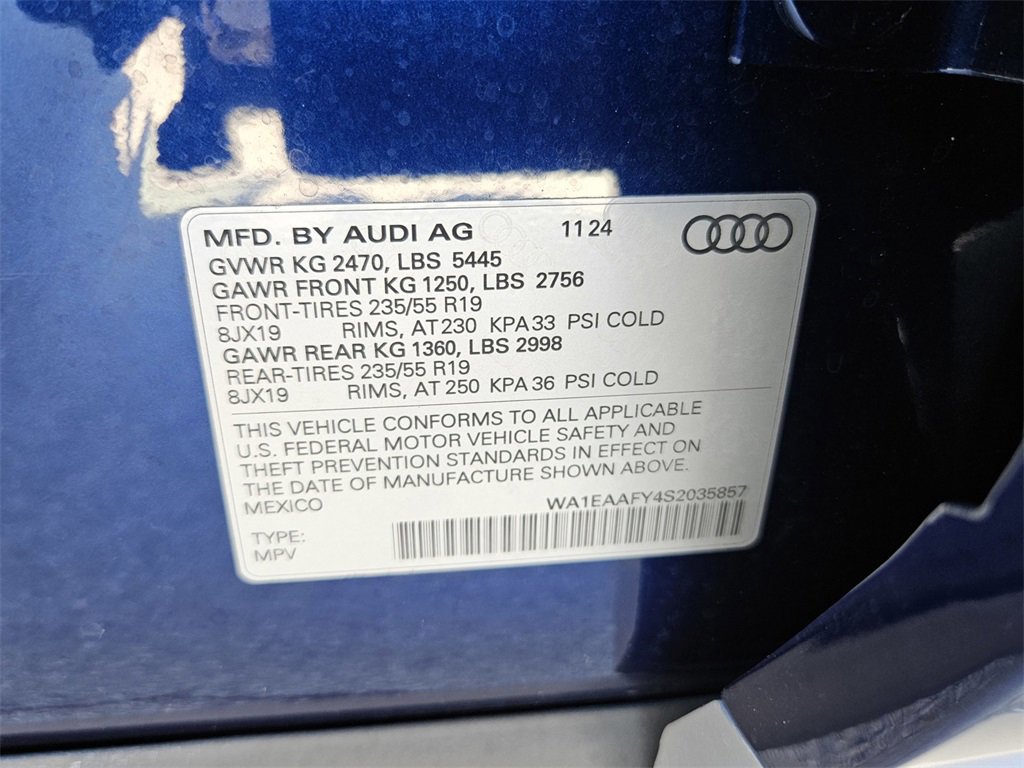 MFD. BY AUDI AG 11 24
GVWR KG 2470, LBS 5445
GAWR FRONT KG 1250, LBS 2756
FRONT-TIRES 235/55 R19
8JX19 RIMS, AT 230 KPA 33 PSI COLD
GAWR REAR KG 1360, LBS 2998
REAR-TIRES 235/55 R19
8JX19 RIMS, AT 250 KPA 36 PSI COLD
THIS VEHICLE CONFORMS TO ALL APPLICABLE
U.S. FEDERAL MOTOR VEHICLE SAFETY AND
THEFT PREVENTION STANDARDS IN EFFECT ON
THE DATE OF MANUFACTURE SHOWN ABOVE.
MEXICO WA1EAAFY4S2035857
TYPE:
MPV